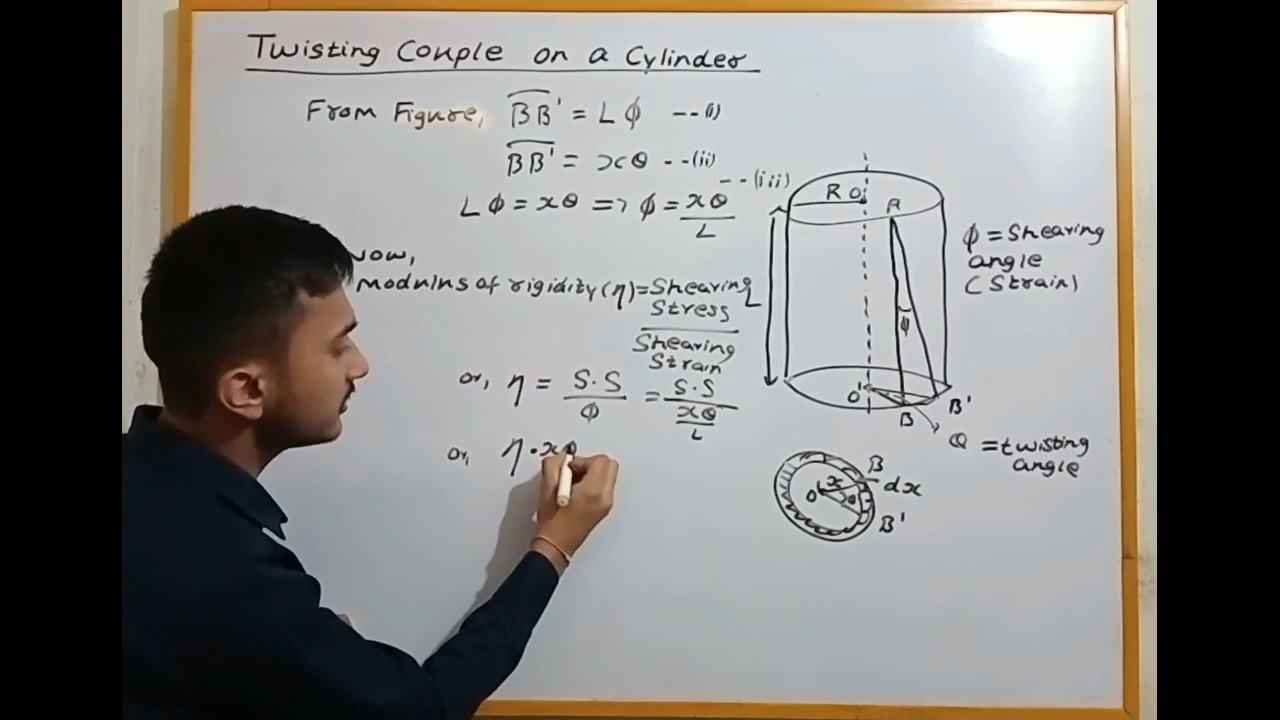 Twisting Couple on a Cylinder
From Figure, BB' = Lϕ --(i)
BB' = xθ --(ii)
Lϕ = xθ => ϕ = xθ/L --(iii)
Now,
modulus of rigidity(η) = Shearing Stress / Shearing Strain
or, η = S.S/ϕ = S.S/(xθ/L)
or, η.xθ
R O
A
L
ϕ
O'
B
B'
ϕ = Shearing
angle
(Strain)
θ = twisting
angle
B
x
dx
O
θ
B'